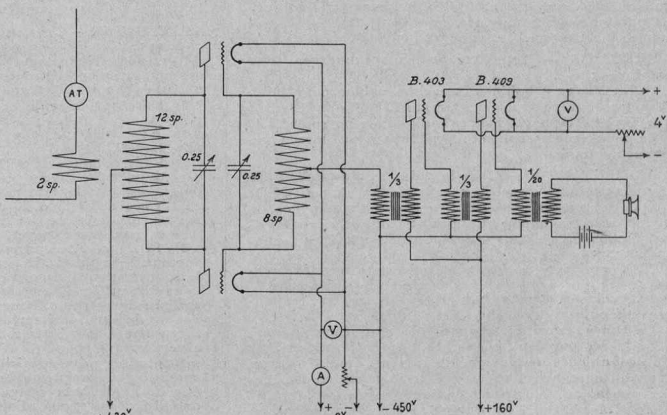 AT
2 sp.
12 sp.
0.25
0.25
8 sp
V
A
+
−
− 450ᵛ
+160ᵛ
B.403
B.409
1/3
1/3
1/20
V
+
4ᵛ
−